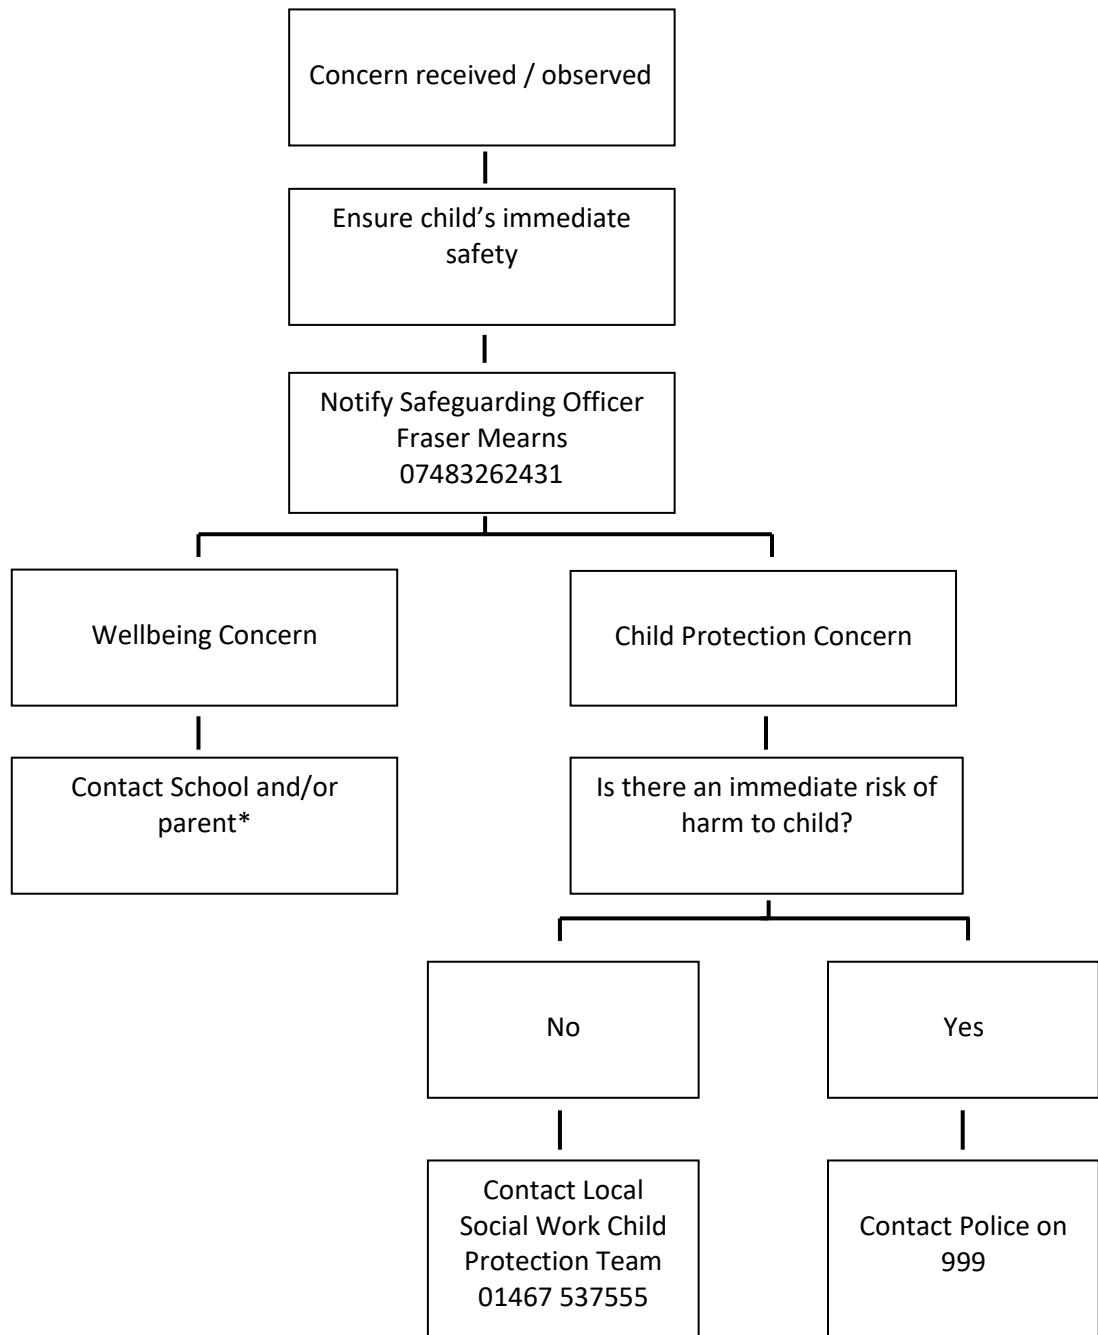 Concern received / observed
Ensure child’s immediate
safety
Notify Safeguarding Officer
Fraser Mearns
07483262431
Wellbeing Concern
Child Protection Concern
Contact School and/or
parent*
Is there an immediate risk of
harm to child?
No
Yes
Contact Local
Social Work Child
Protection Team
01467 537555
Contact Police on
999